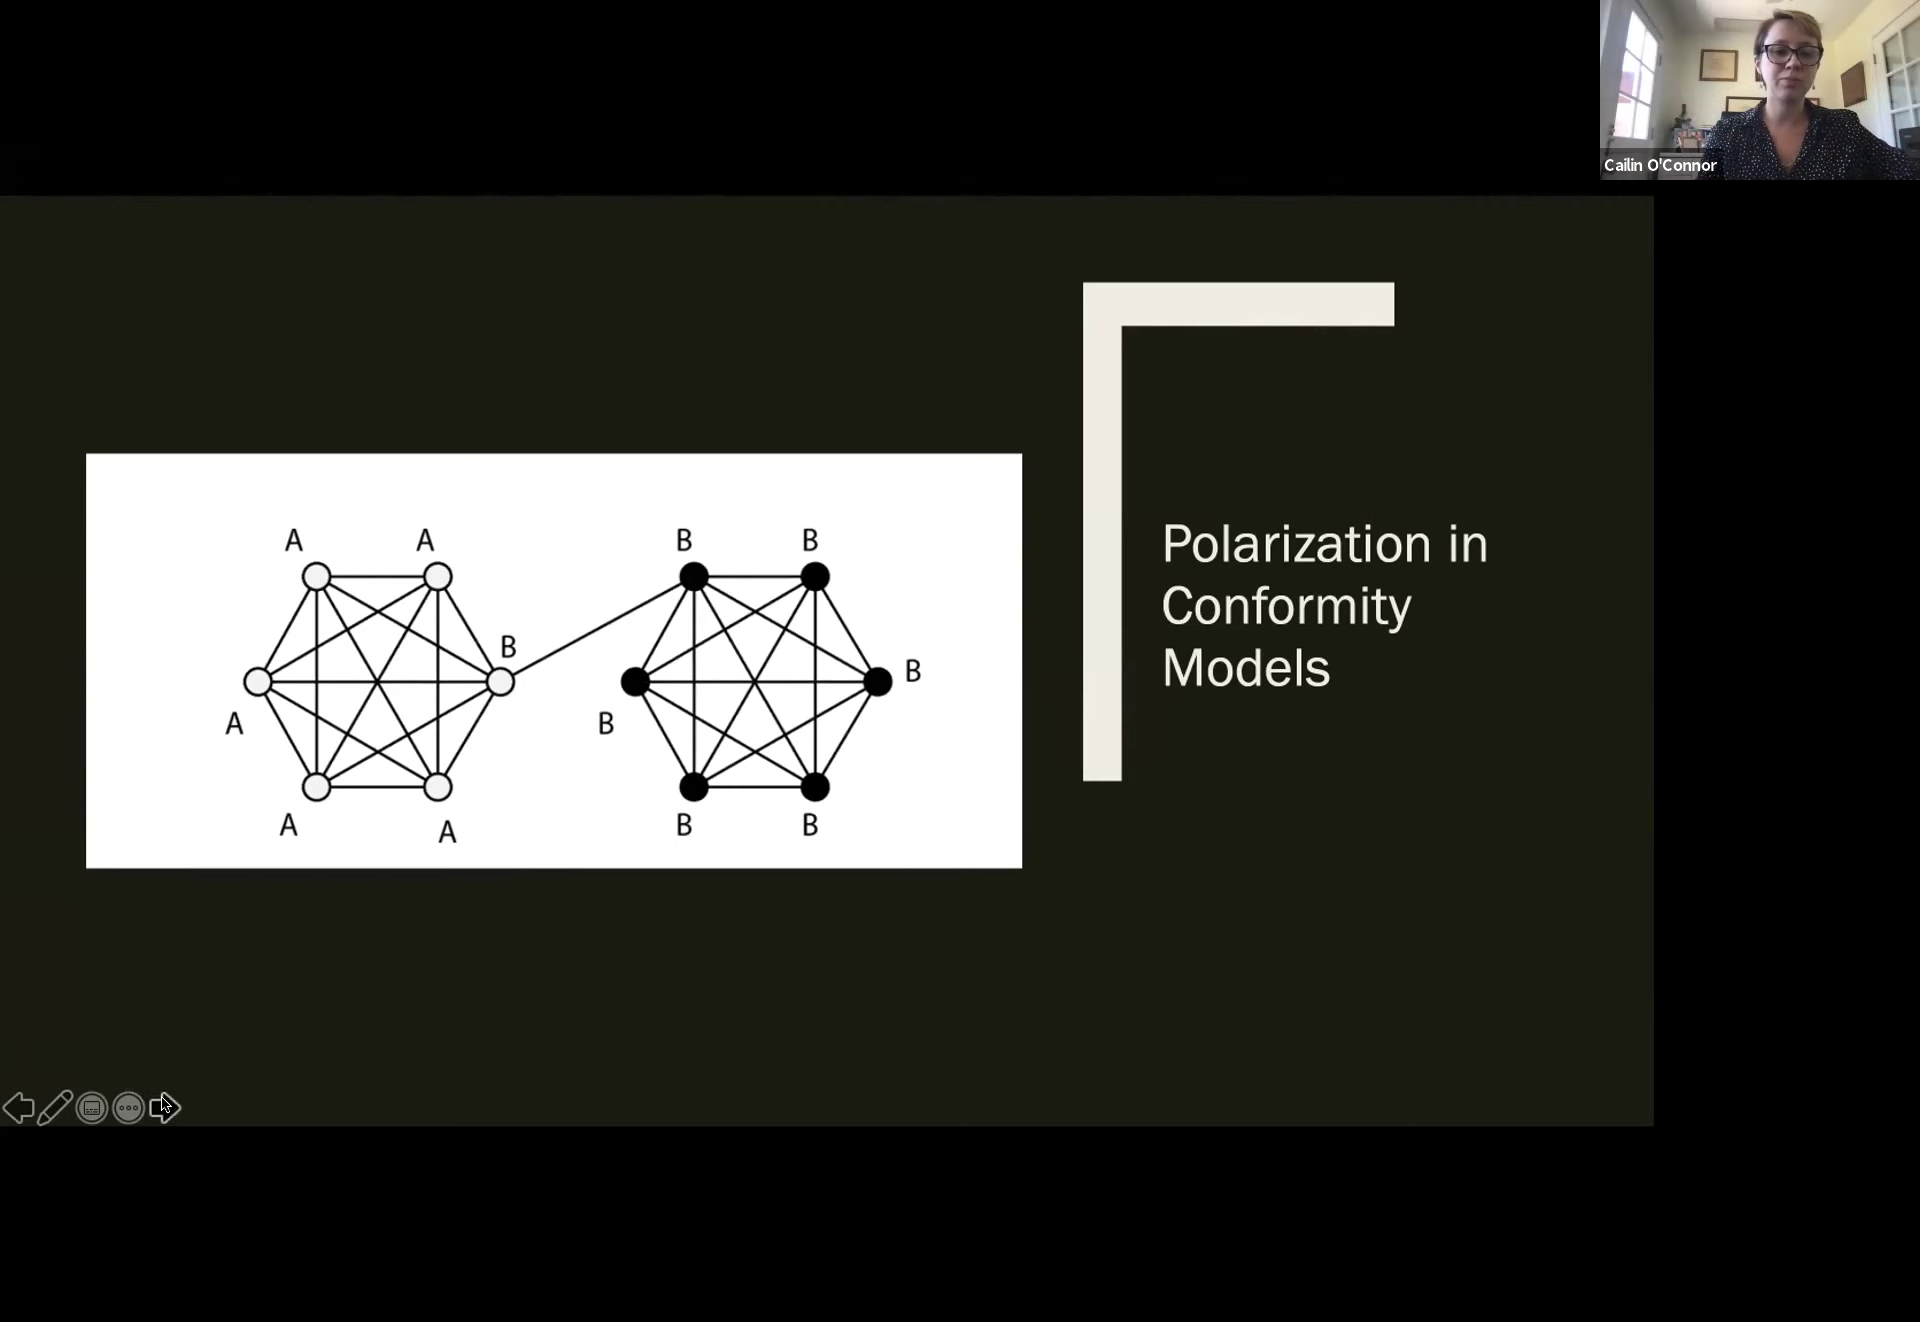 Cailin O'Connor
A A B B
B
B
A B
A A B B
Polarization in
Conformity
Models